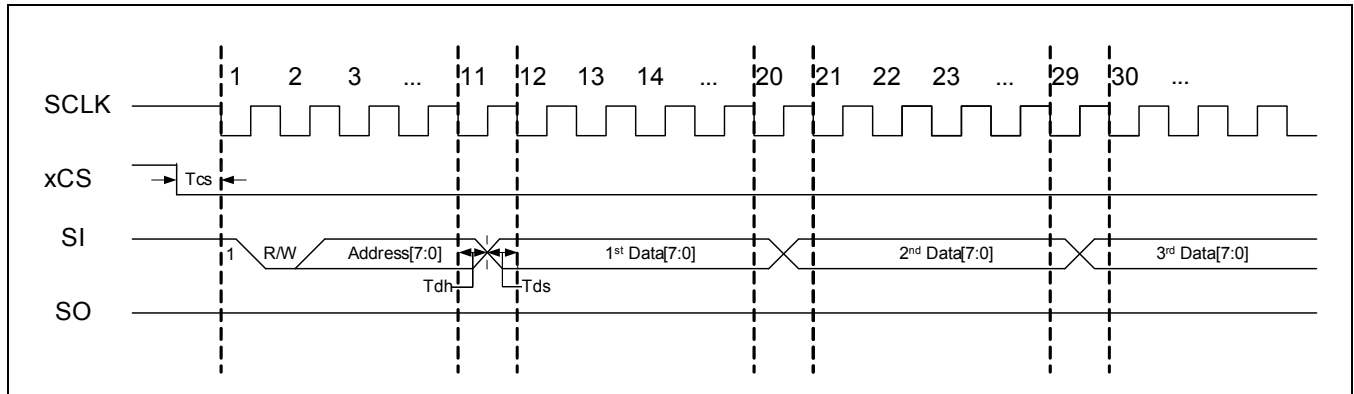 1 2 3 ... 11 12 13 14 ... 20 21 22 23 ... 29 30 ...
SCLK
xCS Tcs
SI 1 R/W Address[7:0] 1st Data[7:0] 2nd Data[7:0] 3rd Data[7:0]
Tdh Tds
SO